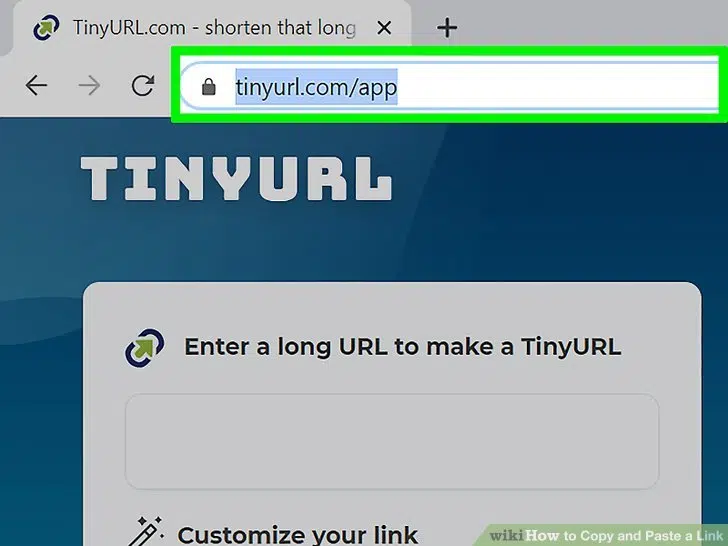 TinyURL.com - shorten that long
tinyurl.com/app
TINYURL
Enter a long URL to make a TinyURL
Customize your link
wikiHow to Copy and Paste a Link